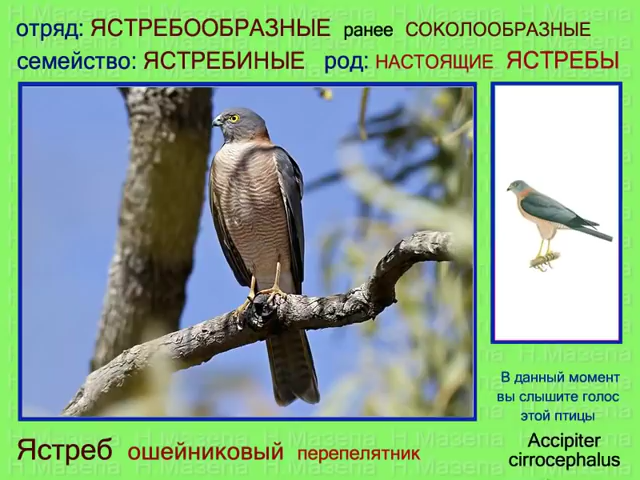 отряд: ЯСТРЕБООБРАЗНЫЕ ранее СОКОЛООБРАЗНЫЕ
семейство: ЯСТРЕБИНЫЕ род: НАСТОЯЩИЕ ЯСТРЕБЫ
В данный момент
вы слышите голос
этой птицы
Accipiter
cirrocephalus
Ястреб ошейниковый перепелятник
Н.Мазепа